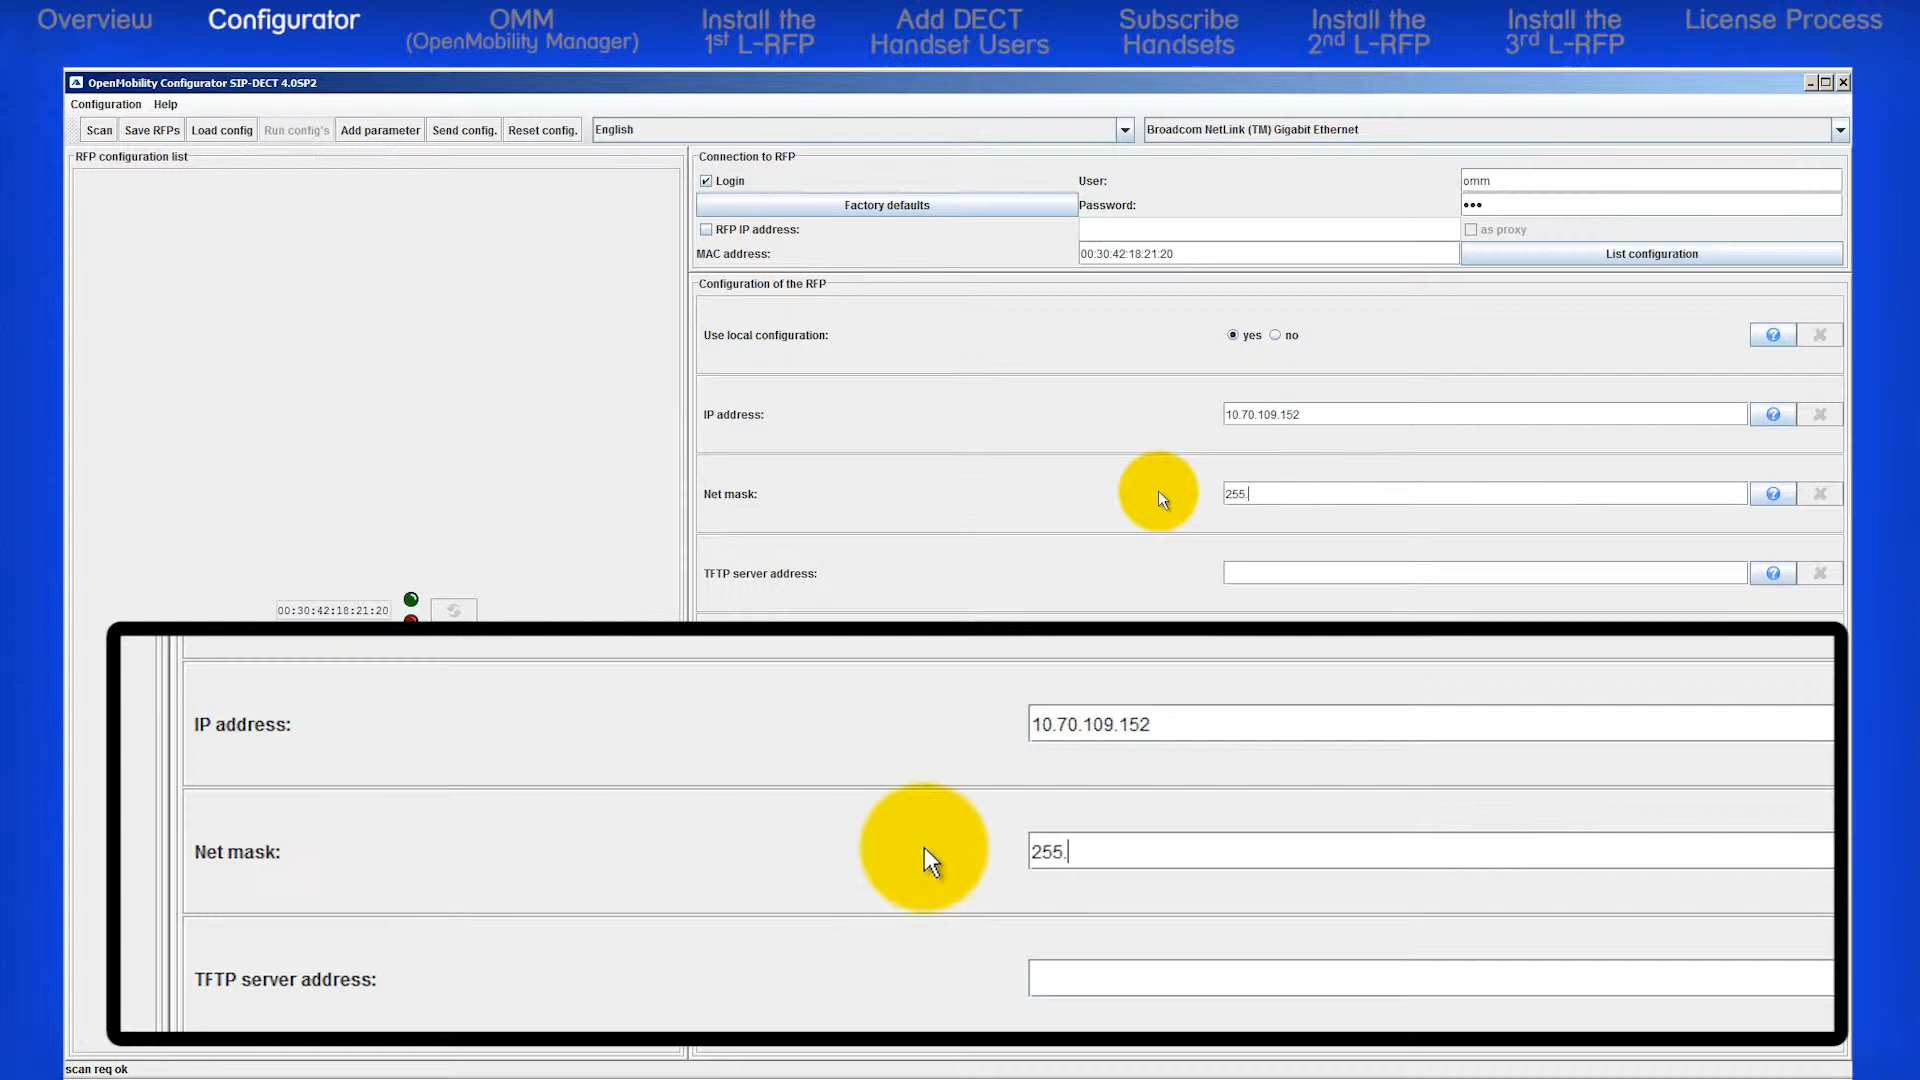 Overview
Configurator
OMM
(OpenMobility Manager)
Install the
1st L-RFP
Add DECT
Handset Users
Subscribe
Handsets
Install the
2nd L-RFP
Install the
3rd L-RFP
License Process
OpenMobility Configurator SIP-DECT 4.0SP2
Configuration Help
Scan Save RFPs Load config Run config's Add parameter Send config. Reset config. English Broadcom NetLink (TM) Gigabit Ethernet
RFP configuration list
00:30:42:18:21:20
Connection to RFP
Login User: omm
Factory defaults Password: •••
RFP IP address: as proxy
MAC address: 00:30:42:18:21:20 List configuration
Configuration of the RFP
Use local configuration: yes no
IP address: 10.70.109.152
Net mask: 255.
TFTP server address:
IP address: 10.70.109.152
Net mask: 255.
TFTP server address:
scan req ok